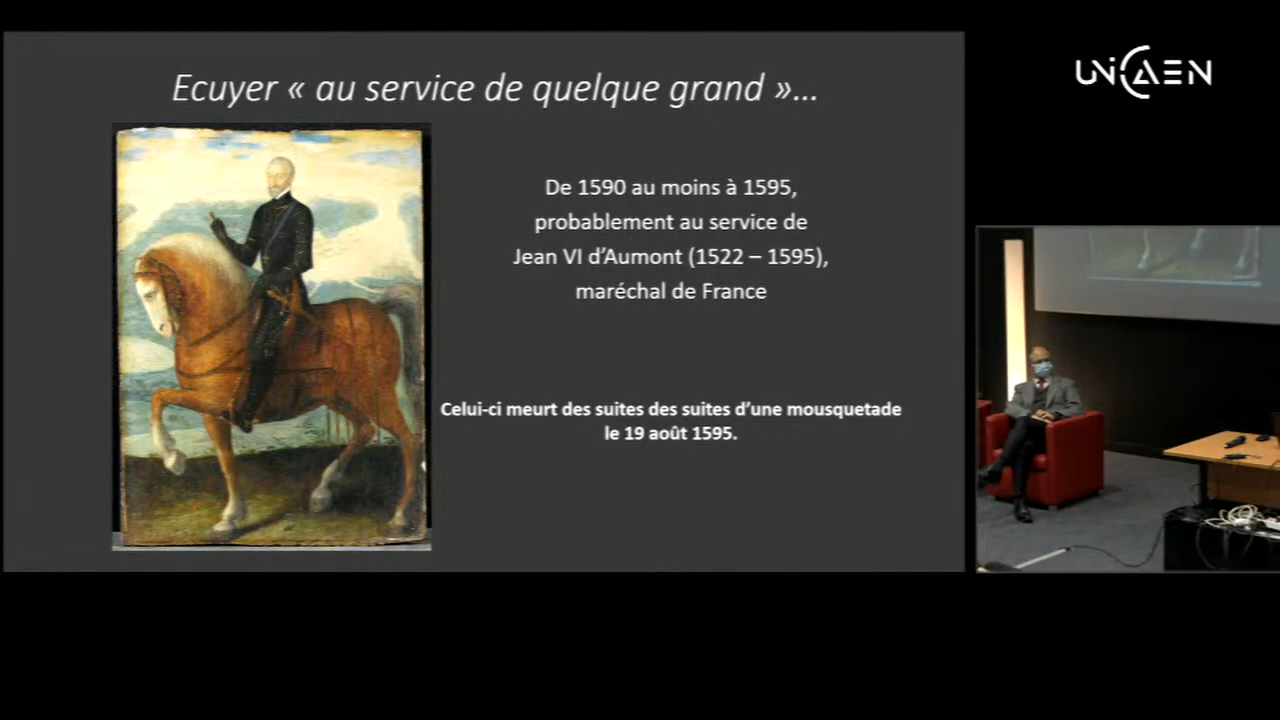 Ecuyer « au service de quelque grand »...
UNICAEN
De 1590 au moins à 1595,
probablement au service de
Jean VI d’Aumont (1522 – 1595),
maréchal de France
Celui-ci meurt des suites des suites d’une mousquetade
le 19 août 1595.